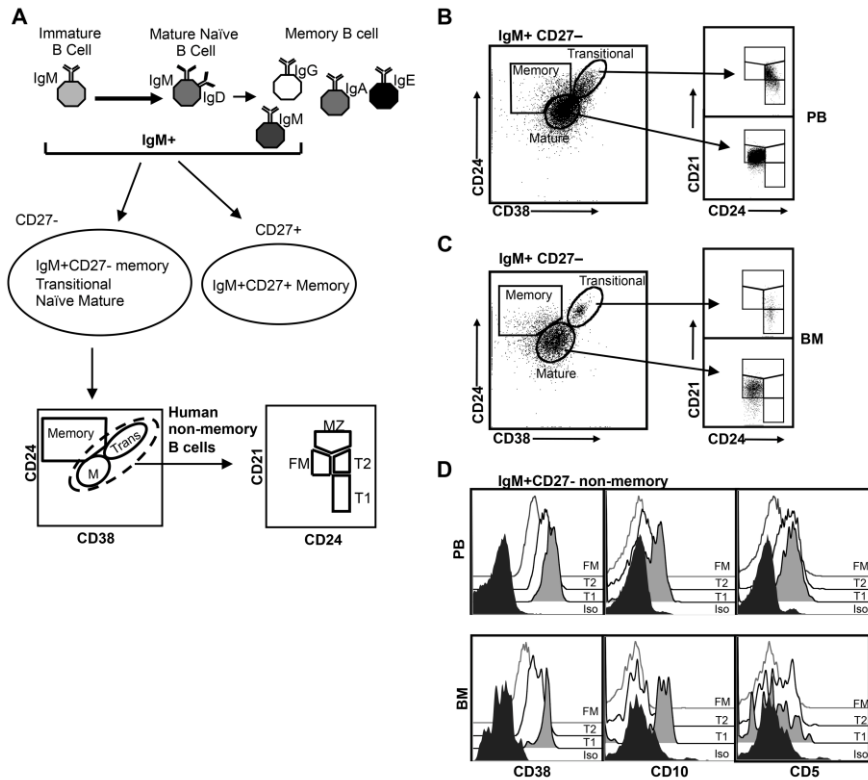 A
Immature
B Cell
Mature Naïve
B Cell
Memory B cell
IgM
IgM
IgD
IgG
IgA
IgE
IgM
IgM+
CD27-
CD27+
IgM+CD27- memory
Transitional
Naïve Mature
IgM+CD27+ Memory
Memory
Trans
M
CD24
CD38
Human
non-memory
B cells
MZ
FM
T2
T1
CD21
CD24
B
IgM+ CD27–
Transitional
Memory
Mature
CD24
CD38
CD21
CD24
PB
C
IgM+ CD27–
Transitional
Memory
Mature
CD24
CD38
CD21
CD24
BM
D
IgM+CD27- non-memory
PB
FM
T2
T1
Iso
FM
T2
T1
Iso
FM
T2
T1
Iso
BM
FM
T2
T1
Iso
FM
T2
T1
Iso
FM
T2
T1
Iso
CD38
CD10
CD5